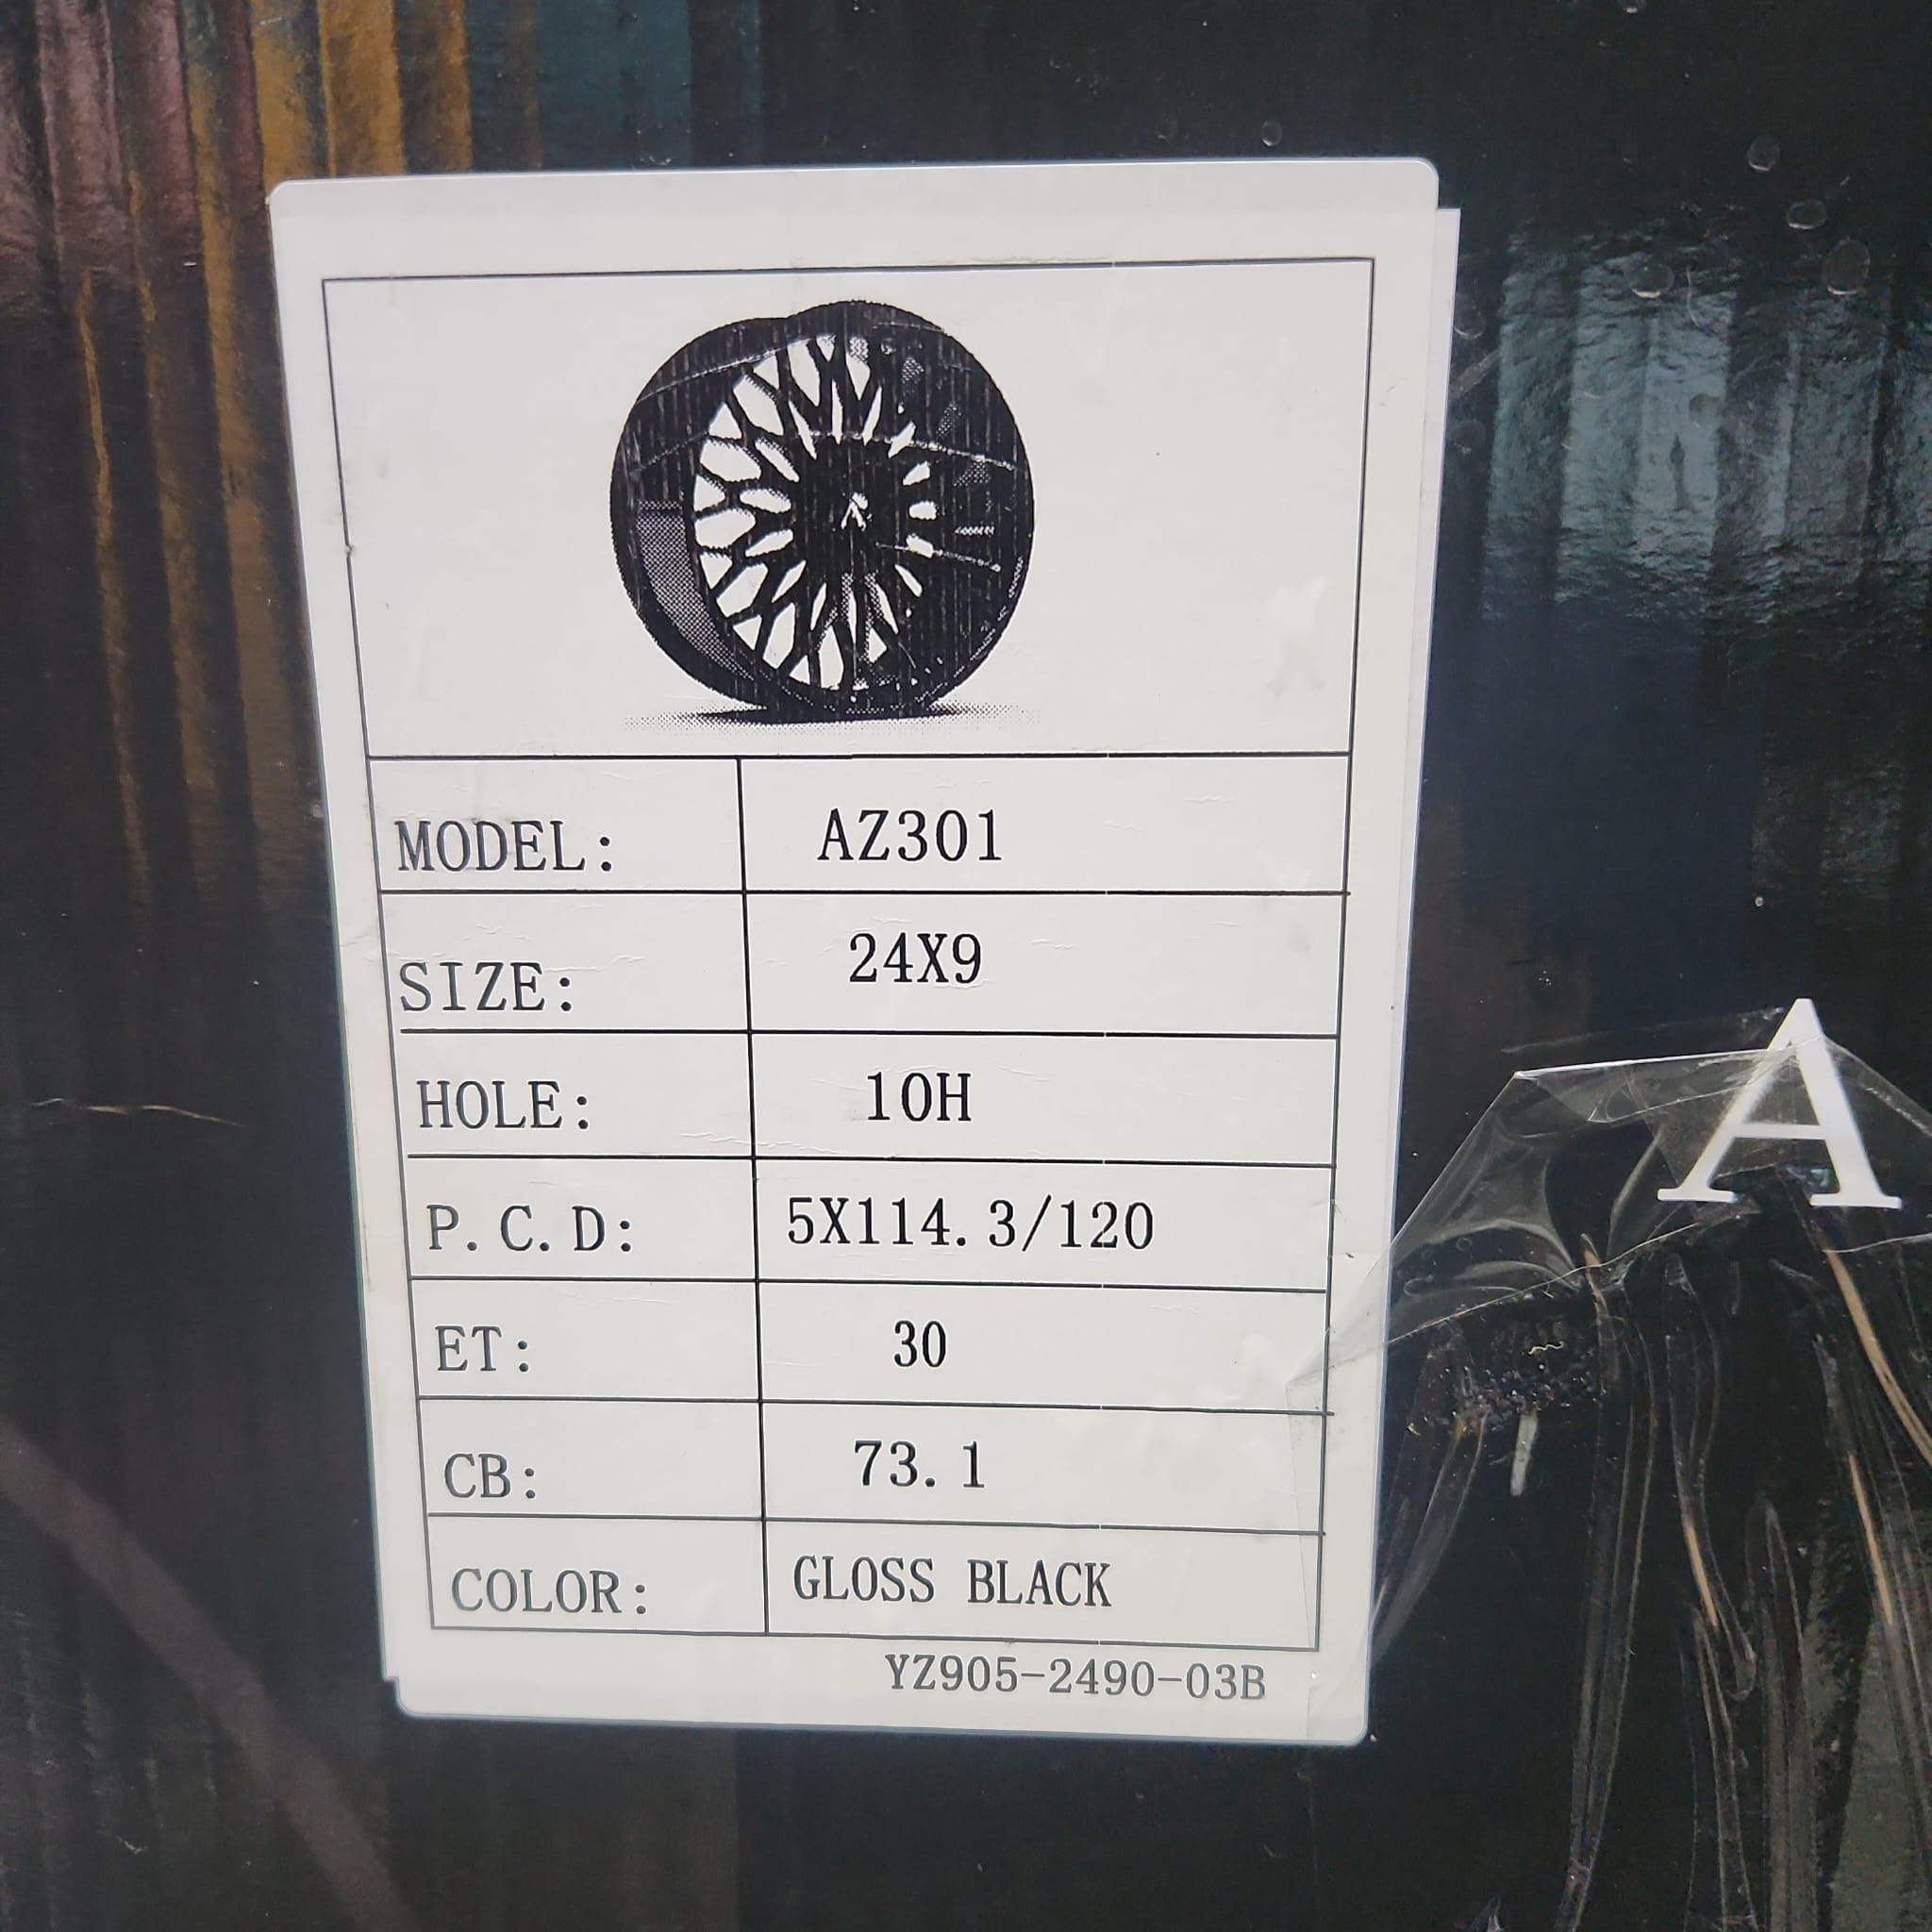 MODEL: AZ301
SIZE: 24X9
HOLE: 10H
P.C.D: 5X114.3/120
ET: 30
CB: 73.1
COLOR: GLOSS BLACK
YZ905-2490-03B
A